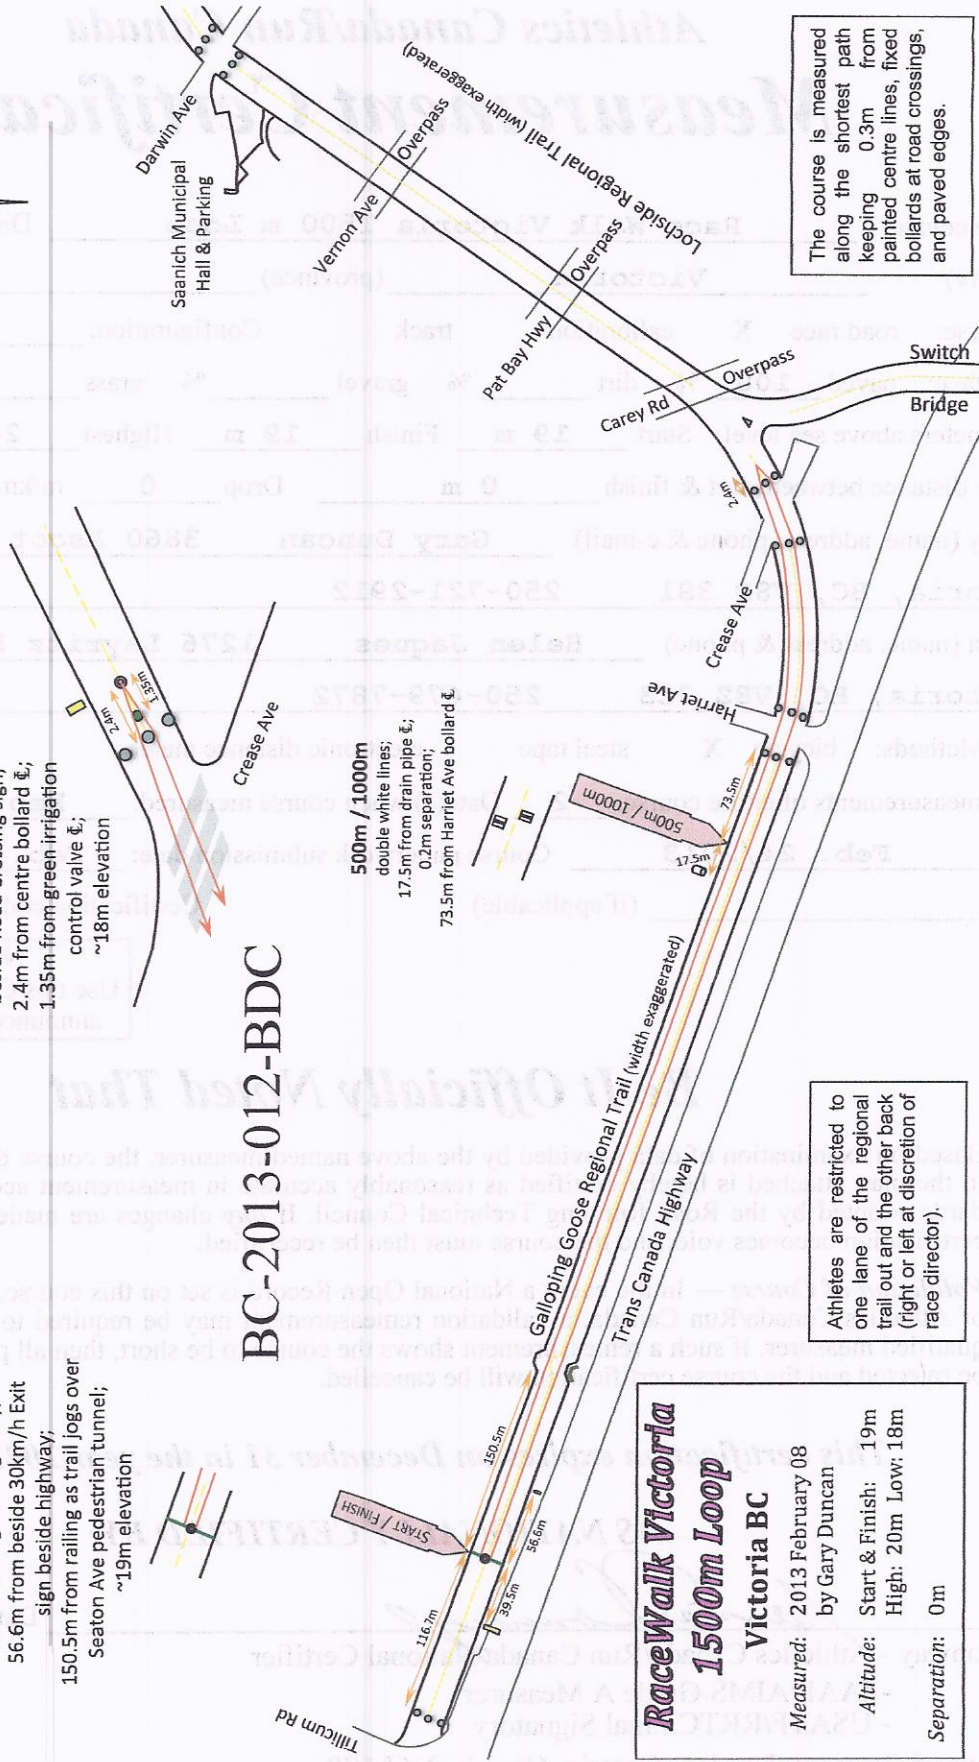 beside road crossing sign;
2.4m from centre bollard ℄;
1.35m from green irrigation
control valve ℄;
~18m elevation
2.4m
1.35m
Crease Ave
Darwin Ave
Saanich Municipal
Hall & Parking
Vernon Ave
Overpass
Lochside Regional Trail (width exaggerated)
Pat Bay Hwy
Overpass
Carey Rd
Overpass
Switch
Bridge
The course is measured
along the shortest path
keeping 0.3m from
painted centre lines, fixed
bollards at road crossings,
and paved edges.
56.6m from beside 30km/h Exit
sign beside highway;
150.5m from railing as trail jogs over
Seaton Ave pedestrian tunnel;
~19m elevation
BC-2013-012-BDC
500m/1000m
double white lines;
17.5m from drain pipe ℄;
0.2m separation;
73.5m from Harriet Ave bollard ℄
500m / 1000m
17.5m
73.5m
Harriet Ave
Crease Ave
2.4m
Galloping Goose Regional Trail (width exaggerated)
Trans Canada Highway
START / FINISH
150.5m
56.6m
39.5m
116.7m
Tillicum Rd
RaceWalk Victoria
1500m Loop
Victoria BC
Measured: 2013 February 08
by Gary Duncan
Altitude: Start & Finish: 19m
High: 20m Low: 18m
Separation: 0m
Athletes are restricted to
one lane of the regional
trail out and the other back
(right or left at discretion of
race director).